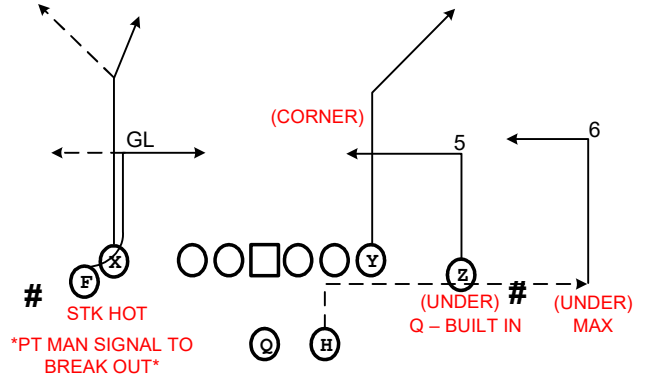 (CORNER)
GL
5
6
X
F
Y
Z
#
#
STK HOT
(UNDER)
Q – BUILT IN
(UNDER)
MAX
*PT MAN SIGNAL TO
BREAK OUT*
Q
H